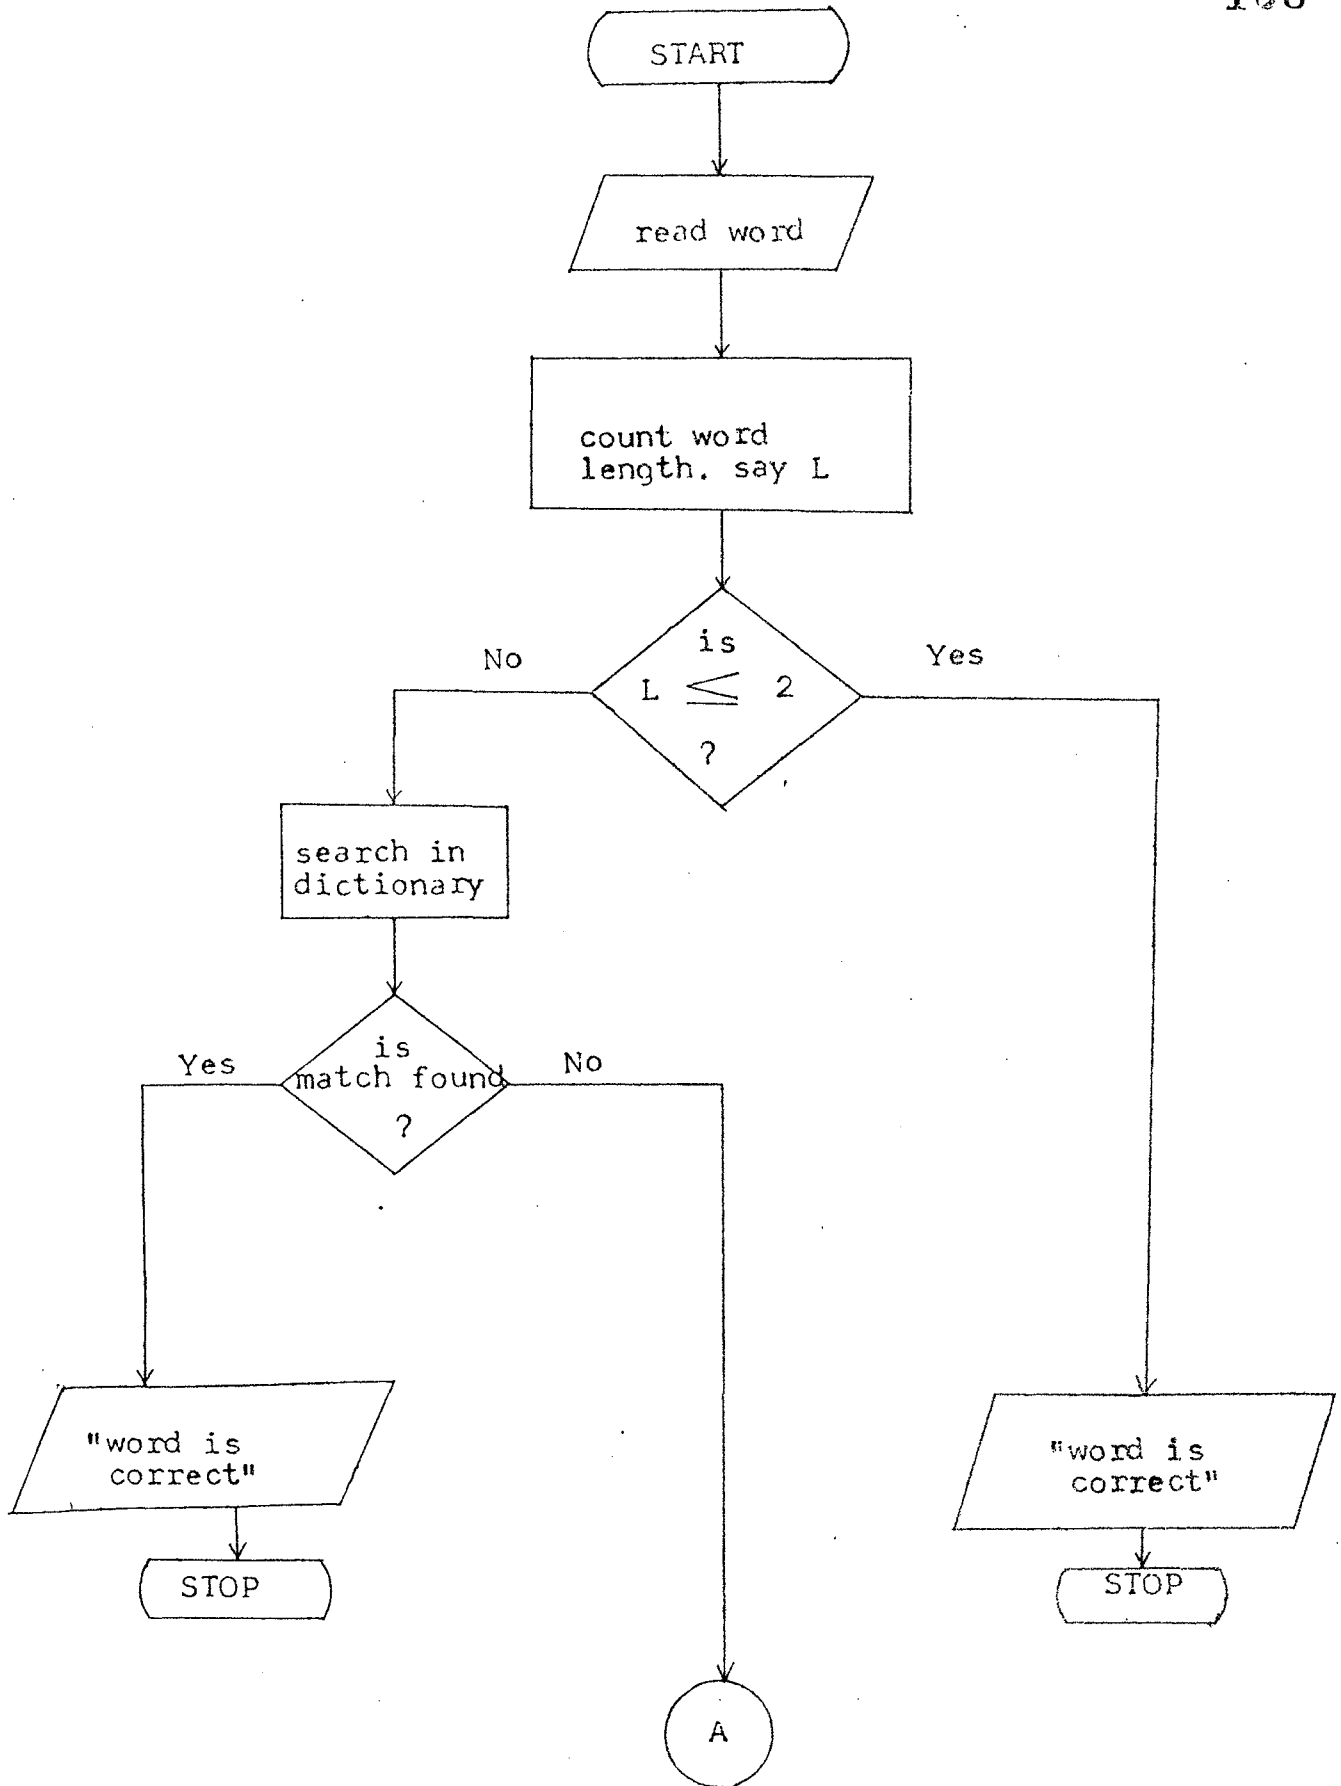 START
read word
count word
length. say L
is
No
Yes
L ≤ 2
?
search in
dictionary
is
Yes
No
match found
?
"word is
correct"
"word is
correct"
STOP
STOP
A